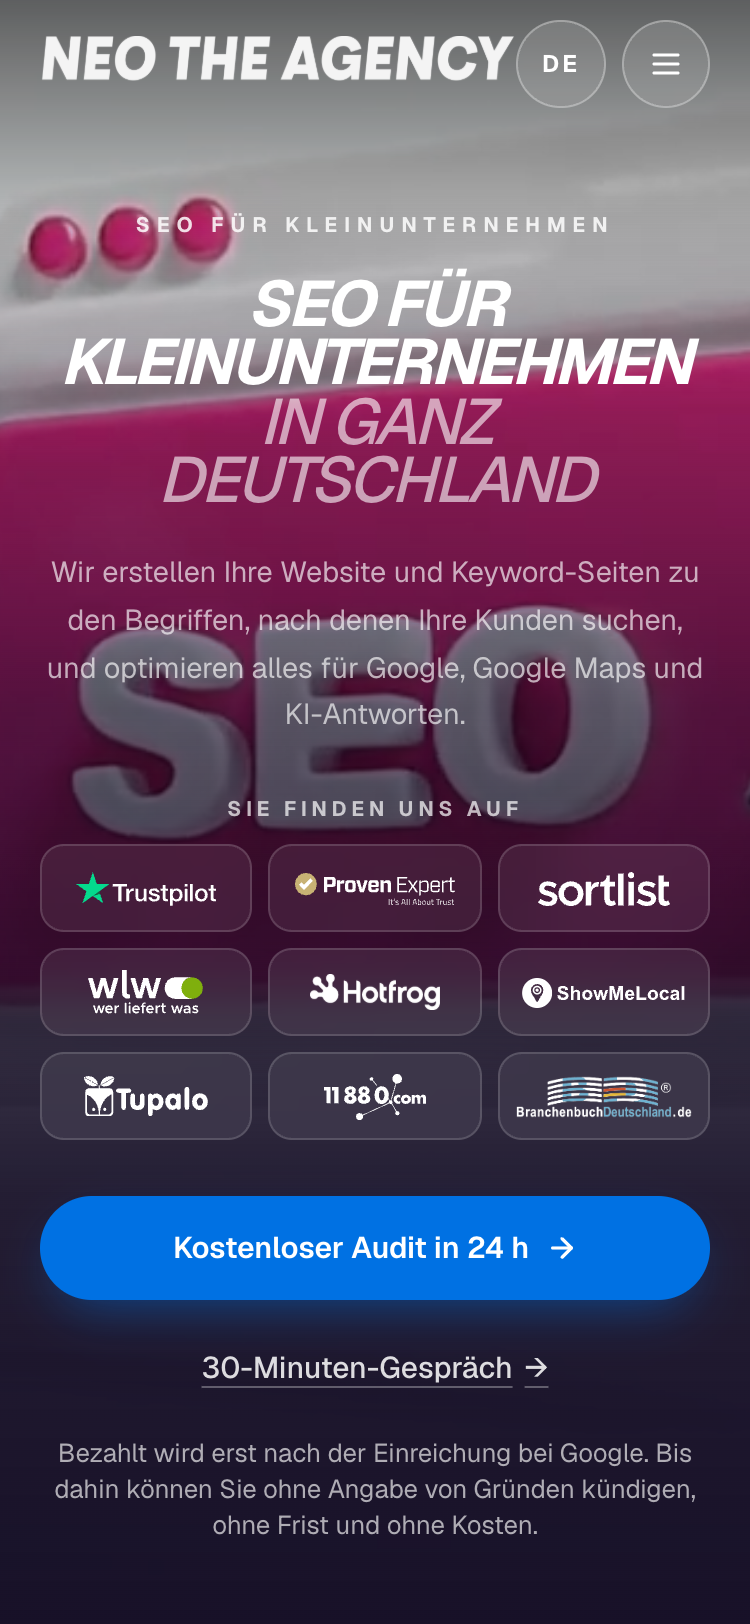 NEO THE AGENCY
DE
SEO FÜR KLEINUNTERNEHMEN
SEO FÜR
KLEINUNTERNEHMEN
IN GANZ
DEUTSCHLAND
Wir erstellen Ihre Website und Keyword-Seiten zu
den Begriffen, nach denen Ihre Kunden suchen,
und optimieren alles für Google, Google Maps und
KI-Antworten.
SEO
SIE FINDEN UNS AUF
Trustpilot
Proven Expert
It's All About Trust
sortlist
wlw
wer liefert was
Hotfrog
ShowMeLocal
Tupalo
11880.com
BD®
BranchenbuchDeutschland.de
Kostenloser Audit in 24 h →
30-Minuten-Gespräch →
Bezahlt wird erst nach der Einreichung bei Google. Bis
dahin können Sie ohne Angabe von Gründen kündigen,
ohne Frist und ohne Kosten.